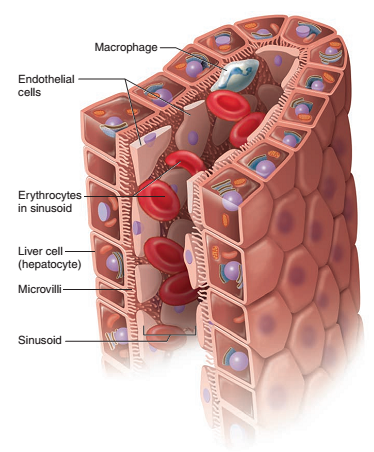 Macrophage
Endothelial
cells
Erythrocytes
in sinusoid
Liver cell
(hepatocyte)
Microvilli
Sinusoid